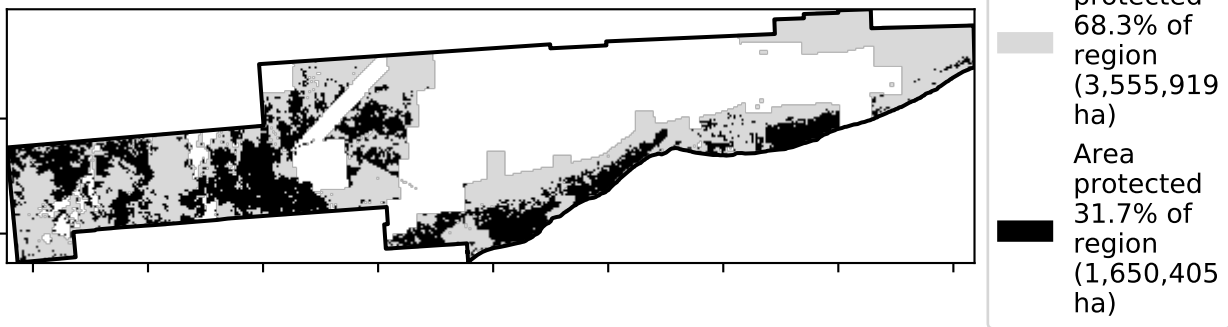 protected
68.3% of
region
(3,555,919
ha)
Area
protected
31.7% of
region
(1,650,405
ha)